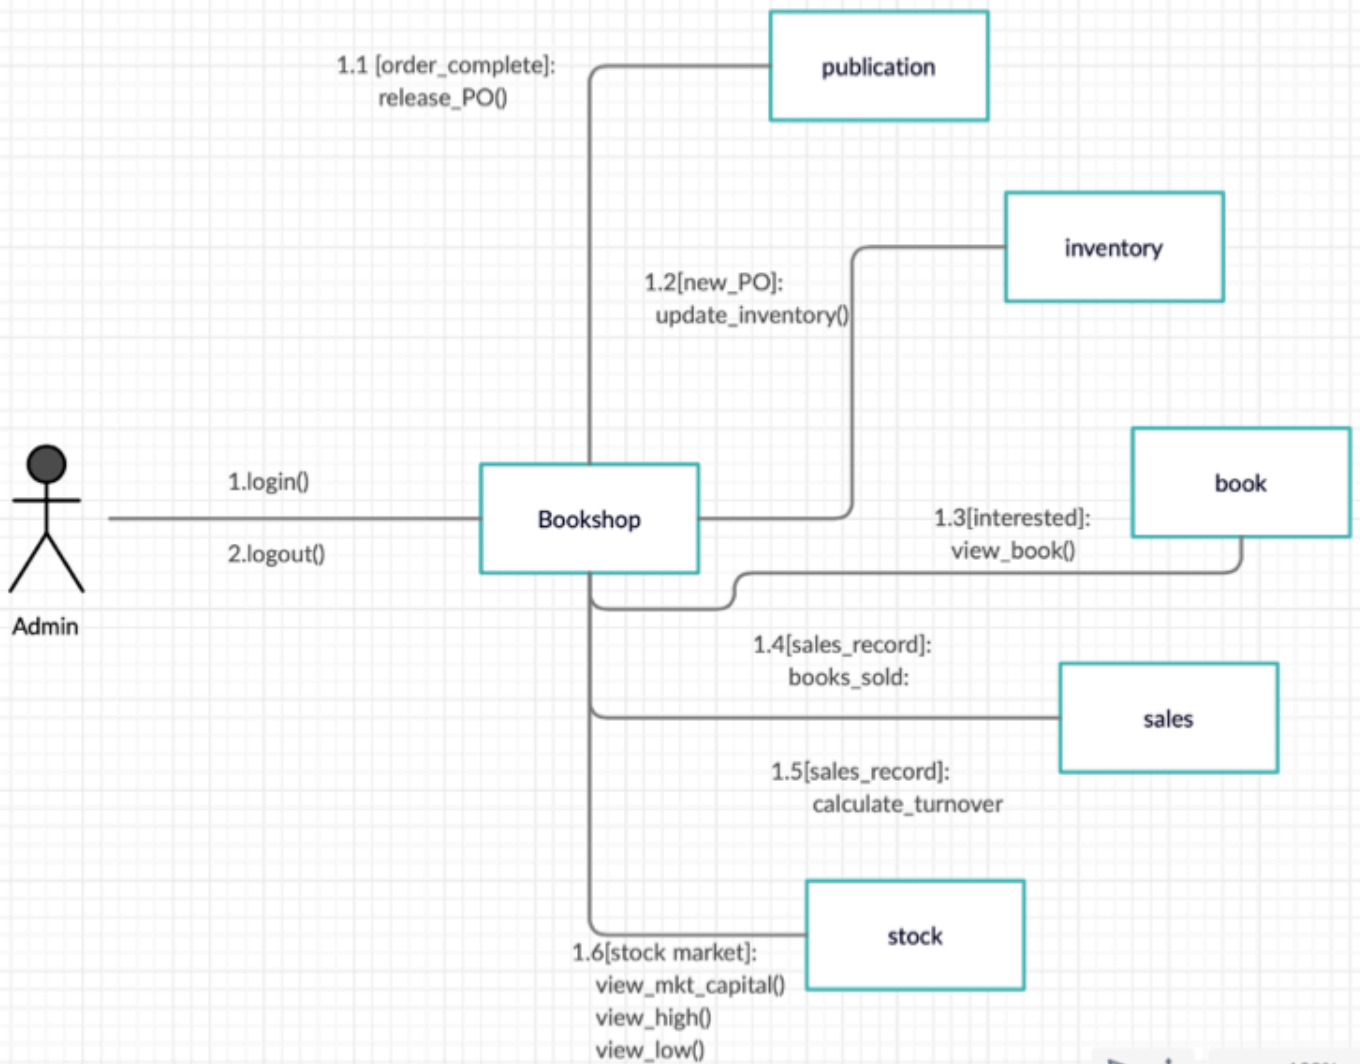 1.1 [order_complete]:
release_PO()
publication
inventory
1.2[new_PO]:
update_inventory()
book
1.login()
Bookshop
1.3[interested]:
view_book()
2.logout()
Admin
1.4[sales_record]:
books_sold:
sales
1.5[sales_record]:
calculate_turnover
stock
1.6[stock market]:
view_mkt_capital()
view_high()
view_low()